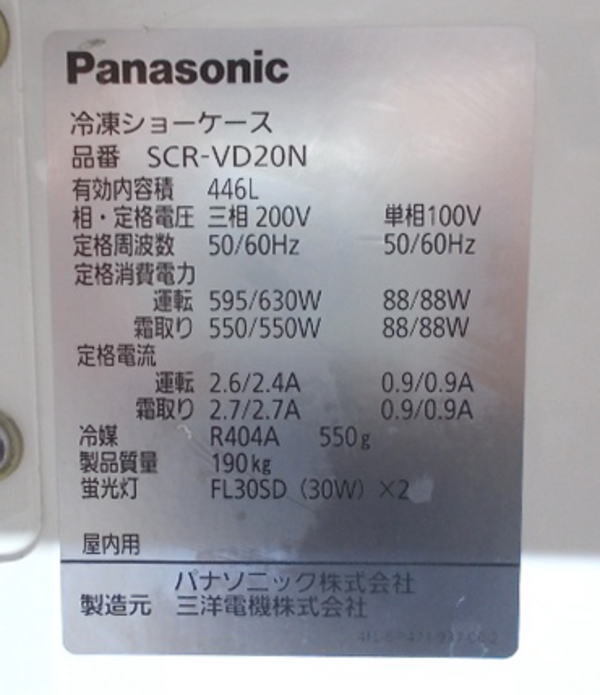 Panasonic
冷凍ショーケース
品番 SCR-VD20N
有効内容積 446L
相・定格電圧 三相 200V 単相100V
定格周波数 50/60Hz 50/60Hz
定格消費電力
運転 595/630W 88/88W
霜取り 550/550W 88/88W
定格電流
運転 2.6/2.4A 0.9/0.9A
霜取り 2.7/2.7A 0.9/0.9A
冷媒 R404A 550g
製品質量 190kg
蛍光灯 FL30SD (30W) ×2
屋内用
パナソニック株式会社
製造元 三洋電機株式会社